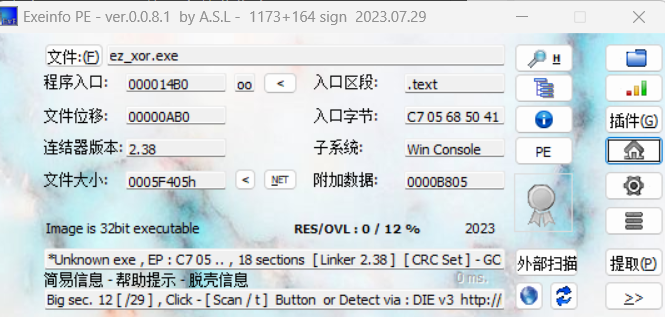 Exeinfo PE - ver.0.0.8.1 by A.S.L - 1173+164 sign 2023.07.29
文件:(F) ez_xor.exe H
程序入口: 000014B0 oo < 入口区段: .text
文件位移: 00000AB0 入口字节: C7 05 68 50 41 插件(G)
连结器版本: 2.38 子系统: Win Console PE
文件大小: 0005F405h < NET 附加数据: 0000B805
Image is 32bit executable RES/OVL : 0 / 12 % 2023
*Unknown exe , EP : C7 05 .. , 18 sections [ Linker 2.38 ] [ CRC Set ] - GC 外部扫描 提取(P)
简易信息 - 帮助提示 - 脱壳信息 0 ms.
Big sec. 12 [ /29 ] , Click - [ Scan / t ] Button or Detect via : DIE v3 http:// >>